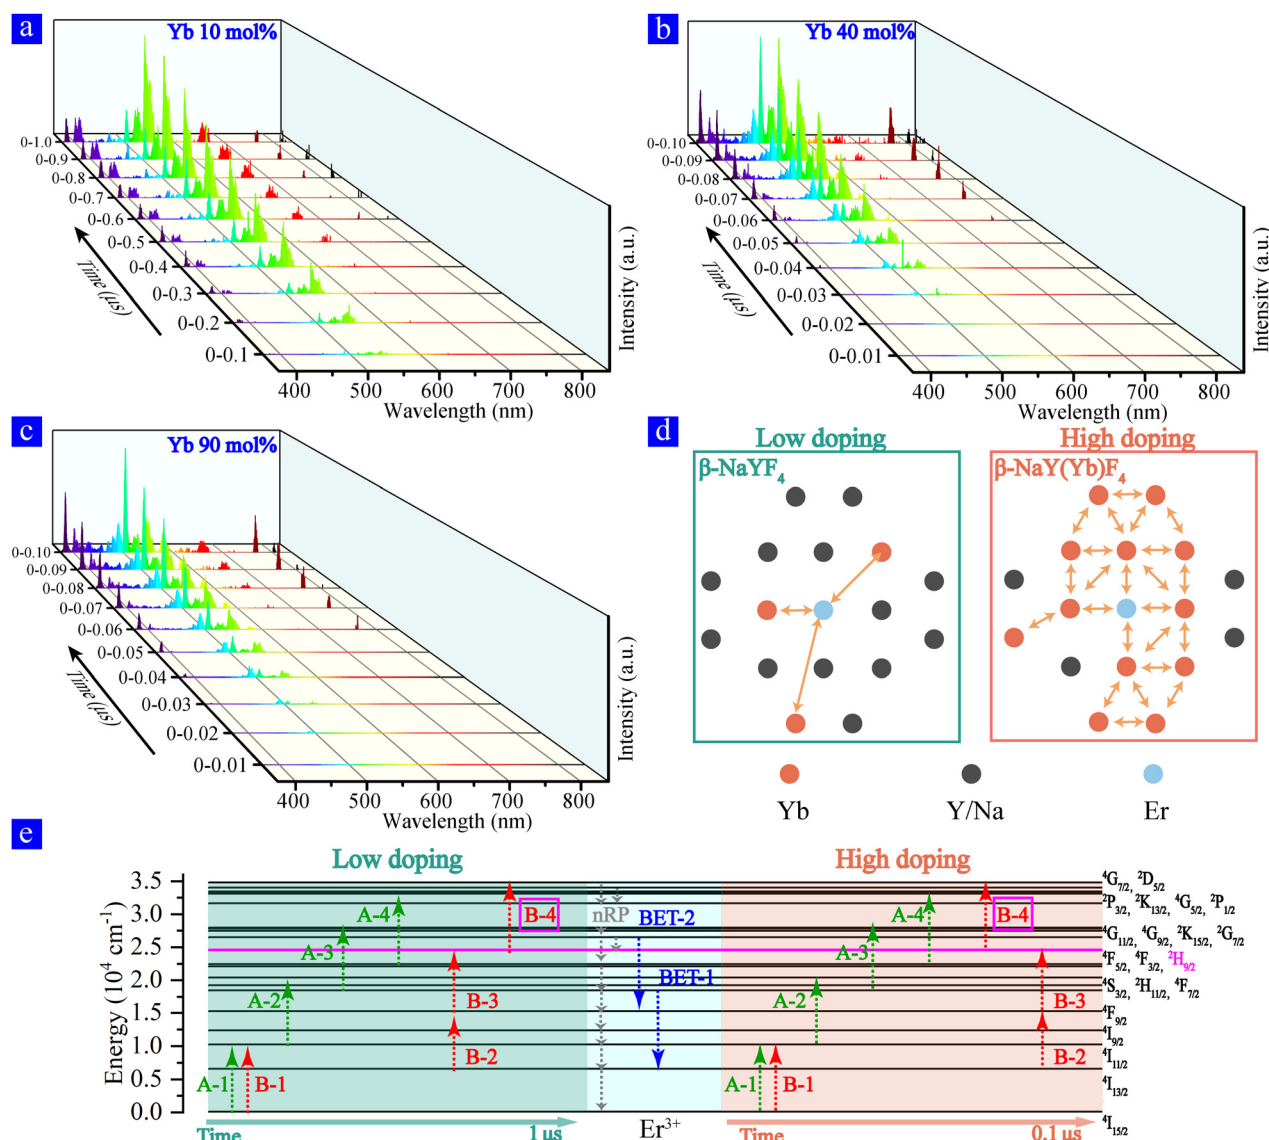 a
Yb 10 mol%
0-1.0
0-0.9
0-0.8
0-0.7
0-0.6
0-0.5
0-0.4
0-0.3
0-0.2
0-0.1
Time (μs)
400 500 600 700 800
Wavelength (nm)
Intensity (a.u.)
b
Yb 40 mol%
0-0.10
0-0.09
0-0.08
0-0.07
0-0.06
0-0.05
0-0.04
0-0.03
0-0.02
0-0.01
Time (μs)
400 500 600 700 800
Wavelength (nm)
Intensity (a.u.)
c
Yb 90 mol%
0-0.10
0-0.09
0-0.08
0-0.07
0-0.06
0-0.05
0-0.04
0-0.03
0-0.02
0-0.01
Time (μs)
400 500 600 700 800
Wavelength (nm)
Intensity (a.u.)
d
Low doping
High doping
β-NaYF₄
β-NaY(Yb)F₄
Yb
Y/Na
Er
e
Low doping
High doping
Energy (10⁴ cm⁻¹)
3.5
3.0
2.5
2.0
1.5
1.0
0.5
0.0
A-1
B-1
A-2
B-2
A-3
B-3
A-4
B-4
nRP
BET-2
BET-1
A-1
B-1
A-2
B-2
A-3
B-3
A-4
B-4
⁴G₇/₂, ²D₅/₂
²P₃/₂, ²K₁₃/₂, ⁴G₅/₂, ²P₁/₂
⁴G₁₁/₂, ⁴G₉/₂, ²K₁₅/₂, ²G₇/₂
⁴F₅/₂, ⁴F₃/₂, ²H₉/₂
⁴S₃/₂, ²H₁₁/₂, ⁴F₇/₂
⁴F₉/₂
⁴I₉/₂
⁴I₁₁/₂
⁴I₁₃/₂
⁴I₁₅/₂
Time 1 μs
Er³⁺
Time 0.1 μs